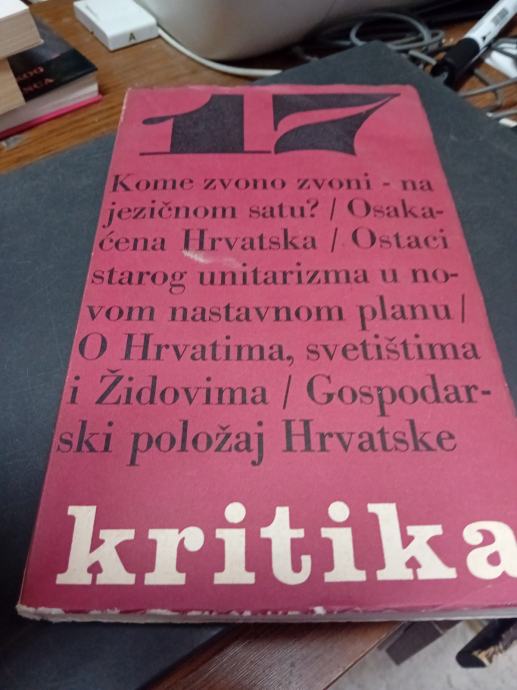 17
Kome zvono zvoni - na
jezičnom satu? / Osaka-
ćena Hrvatska / Ostaci
starog unitarizma u no-
vom nastavnom planu /
O Hrvatima, svetištima
i Židovima / Gospodar-
ski položaj Hrvatske
kritika
A